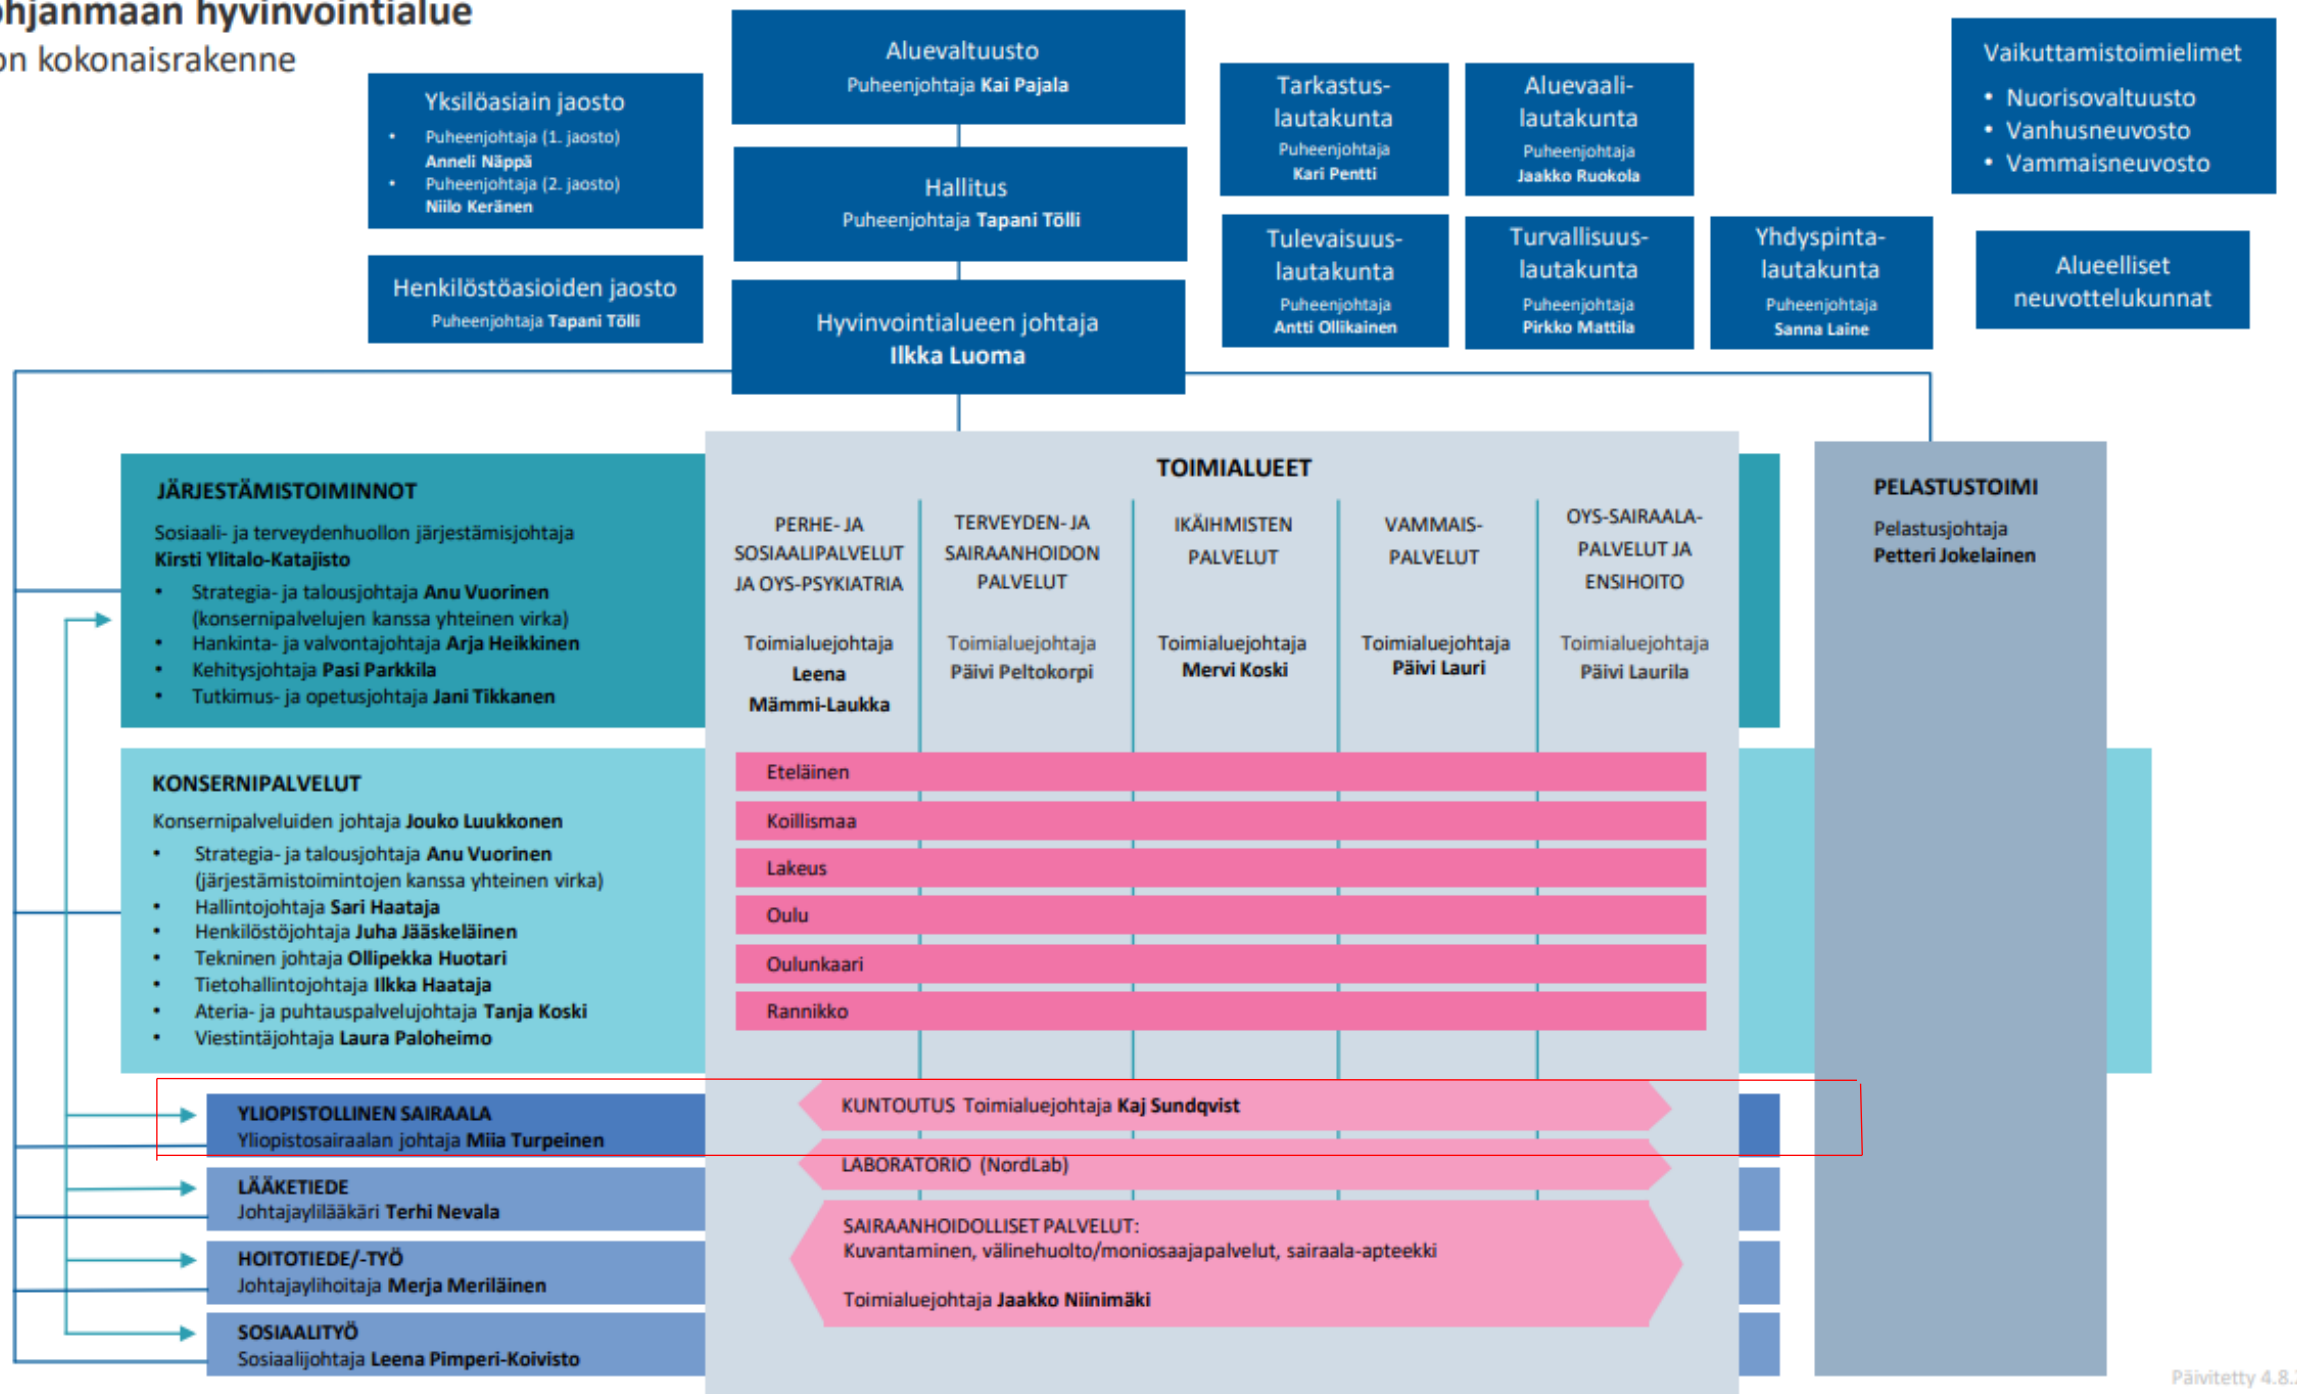 ohjanmaan hyvinvointialue
on kokonaisrakenne
Aluevaltuusto
Puheenjohtaja Kai Pajala
Hallitus
Puheenjohtaja Tapani Tölli
Hyvinvointialueen johtaja
Ilkka Luoma
Yksilöasiain jaosto
• Puheenjohtaja (1. jaosto)
Anneli Näppä
• Puheenjohtaja (2. jaosto)
Niilo Keränen
Henkilöstöasioiden jaosto
Puheenjohtaja Tapani Tölli
Tarkastus-
lautakunta
Puheenjohtaja
Kari Pentti
Aluevaali-
lautakunta
Puheenjohtaja
Jaakko Ruokola
Tulevaisuus-
lautakunta
Puheenjohtaja
Antti Ollikainen
Turvallisuus-
lautakunta
Puheenjohtaja
Pirkko Mattila
Yhdyspinta-
lautakunta
Puheenjohtaja
Sanna Laine
Vaikuttamistoimielimet
• Nuorisovaltuusto
• Vanhusneuvosto
• Vammaisneuvosto
Alueelliset
neuvottelukunnat
JÄRJESTÄMISTOIMINNOT
Sosiaali- ja terveydenhuollon järjestämisjohtaja
Kirsti Ylitalo-Katajisto
• Strategia- ja talousjohtaja Anu Vuorinen
(konsernipalvelujen kanssa yhteinen virka)
• Hankinta- ja valvontajohtaja Arja Heikkinen
• Kehitysjohtaja Pasi Parkkila
• Tutkimus- ja opetusjohtaja Jani Tikkanen
KONSERNIPALVELUT
Konsernipalveluiden johtaja Jouko Luukkonen
• Strategia- ja talousjohtaja Anu Vuorinen
(järjestämistoimintojen kanssa yhteinen virka)
• Hallintojohtaja Sari Haataja
• Henkilöstöjohtaja Juha Jääskeläinen
• Tekninen johtaja Ollipekka Huotari
• Tietohallintojohtaja Ilkka Haataja
• Ateria- ja puhtauspalvelujohtaja Tanja Koski
• Viestintäjohtaja Laura Paloheimo
YLIOPISTOLLINEN SAIRAALA
Yliopistosairaalan johtaja Miia Turpeinen
LÄÄKETIEDE
Johtajaylilääkäri Terhi Nevala
HOITOTIEDE/-TYÖ
Johtajaylihoitaja Merja Meriläinen
SOSIAALITYÖ
Sosiaalijohtaja Leena Pimperi-Koivisto
TOIMIALUEET
PERHE- JA
SOSIAALIPALVELUT
JA OYS-PSYKIATRIA
Toimialuejohtaja
Leena
Mämmi-Laukka
TERVEYDEN- JA
SAIRAANHOIDON
PALVELUT
Toimialuejohtaja
Päivi Peltokorpi
IKÄIHMISTEN
PALVELUT
Toimialuejohtaja
Mervi Koski
VAMMAIS-
PALVELUT
Toimialuejohtaja
Päivi Lauri
OYS-SAIRAALA-
PALVELUT JA
ENSIHOITO
Toimialuejohtaja
Päivi Laurila
Eteläinen
Koillismaa
Lakeus
Oulu
Oulunkaari
Rannikko
KUNTOUTUS Toimialuejohtaja Kaj Sundqvist
LABORATORIO (NordLab)
SAIRAANHOIDOLLISET PALVELUT:
Kuvantaminen, välinehuolto/moniosaajapalvelut, sairaala-apteekki
Toimialuejohtaja Jaakko Niinimäki
PELASTUSTOIMI
Pelastusjohtaja
Petteri Jokelainen
Päivitetty 4.8.